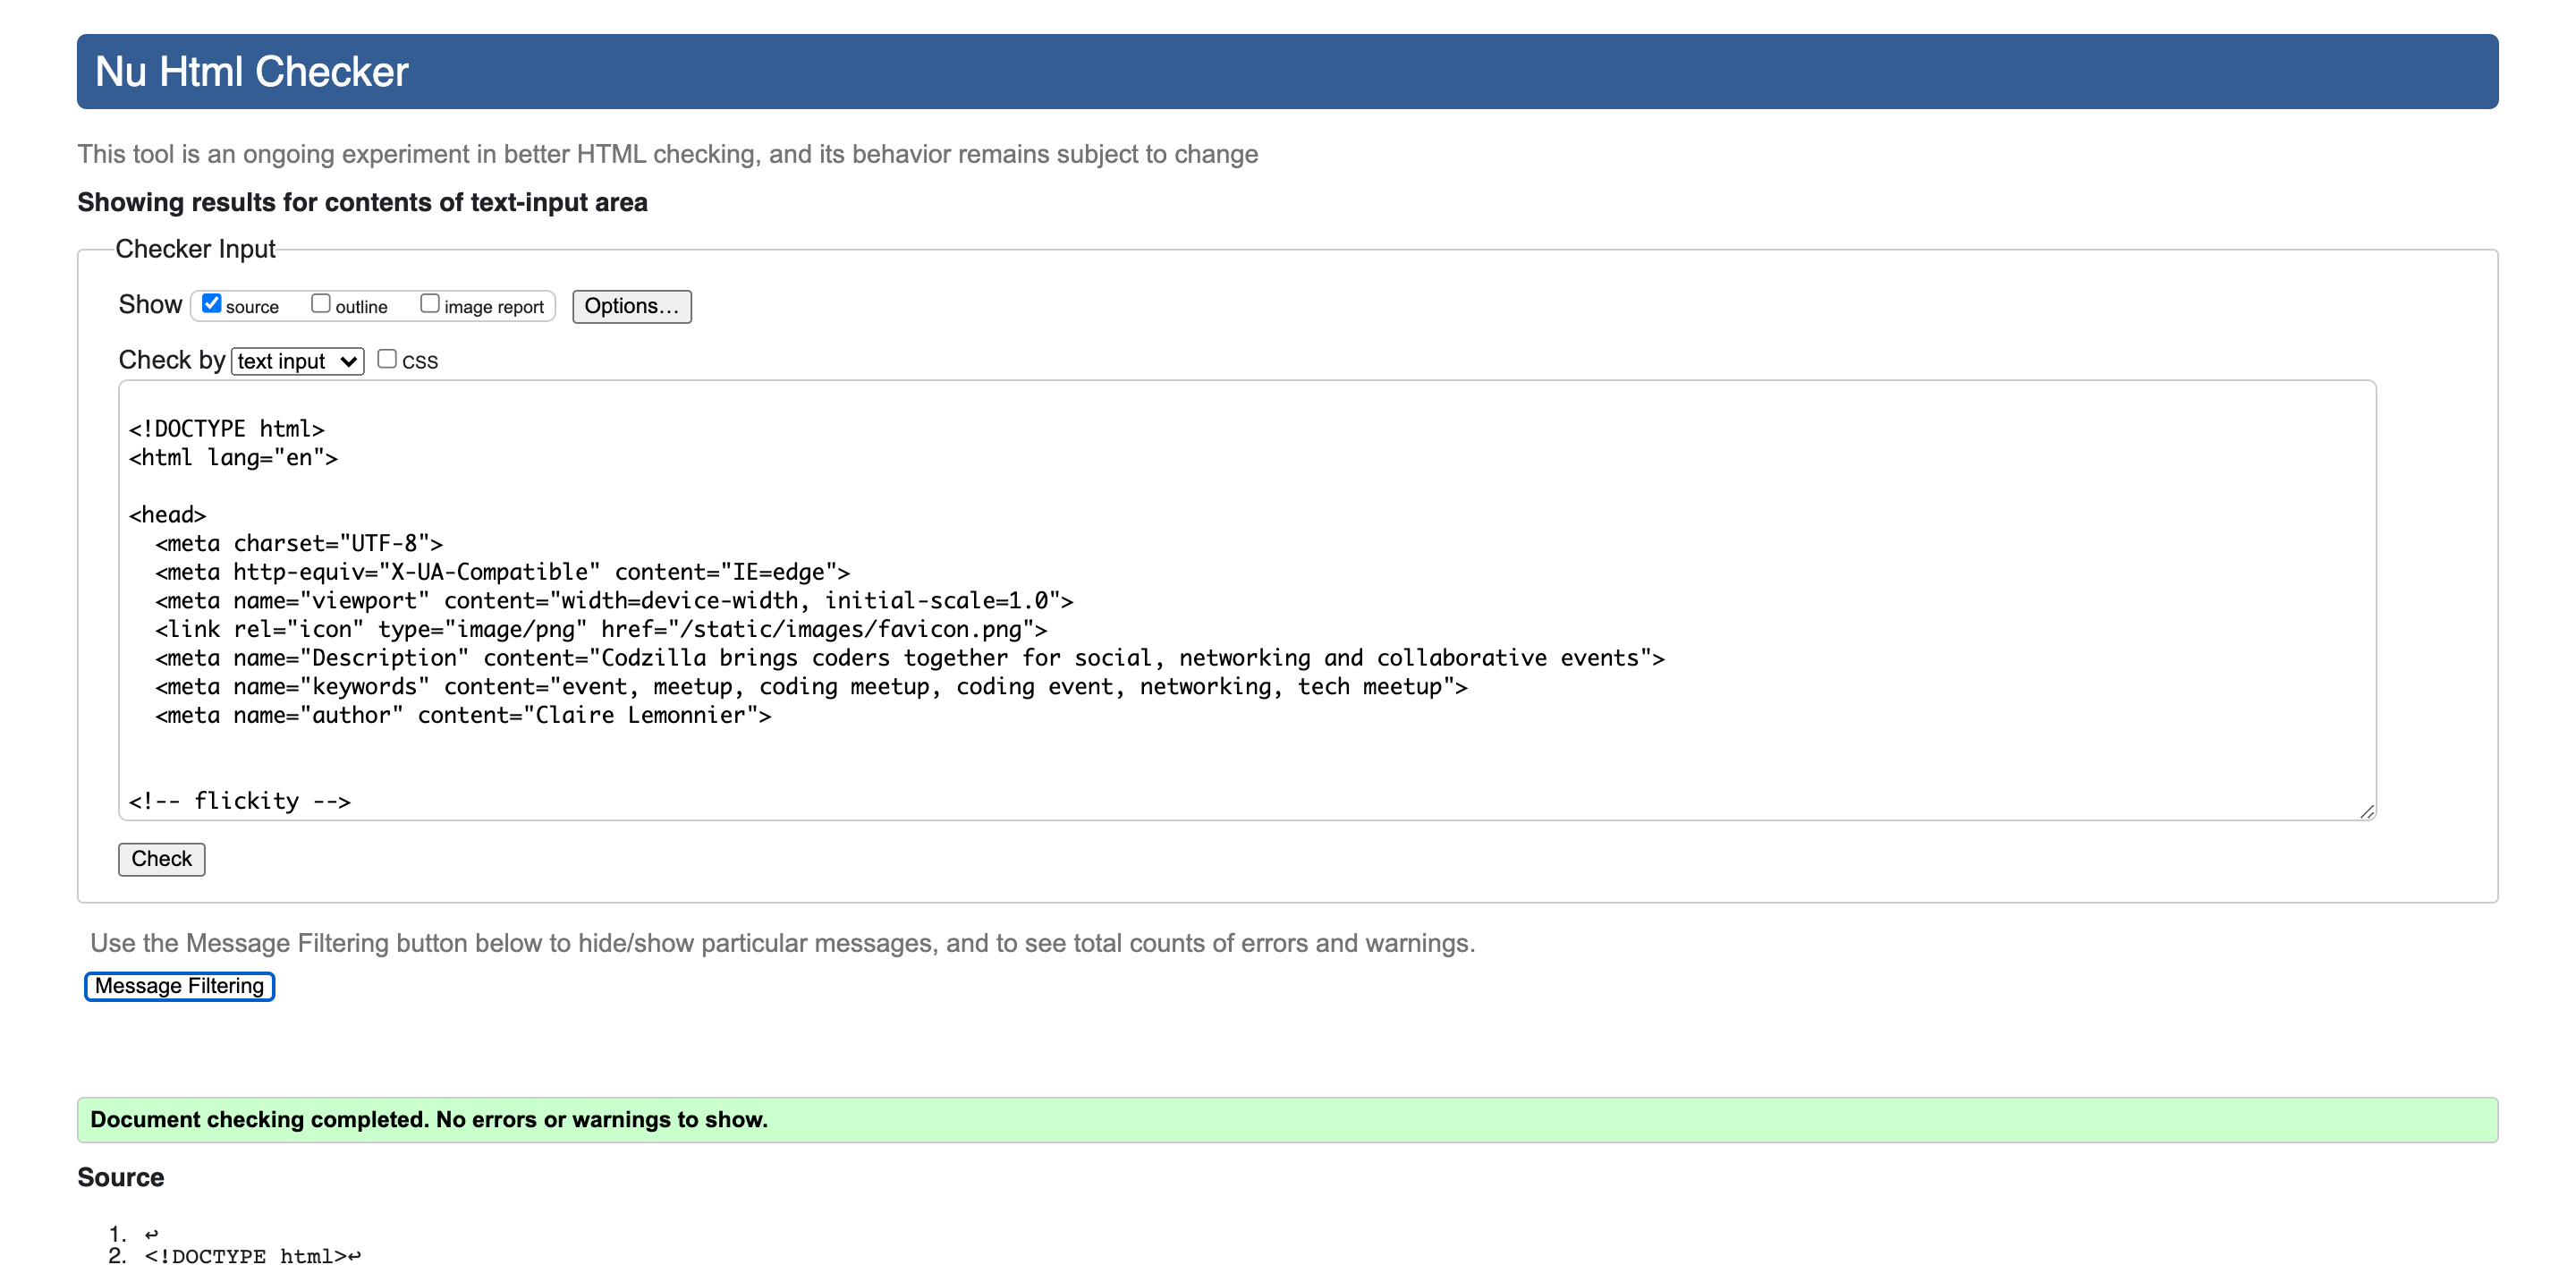 Nu Html Checker
This tool is an ongoing experiment in better HTML checking, and its behavior remains subject to change
Showing results for contents of text-input area
Checker Input
Show source outline image report Options...
Check by text input css
<!DOCTYPE html>
<html lang="en">
<head>
<meta charset="UTF-8">
<meta http-equiv="X-UA-Compatible" content="IE=edge">
<meta name="viewport" content="width=device-width, initial-scale=1.0">
<link rel="icon" type="image/png" href="/static/images/favicon.png">
<meta name="Description" content="Codzilla brings coders together for social, networking and collaborative events">
<meta name="keywords" content="event, meetup, coding meetup, coding event, networking, tech meetup">
<meta name="author" content="Claire Lemonnier">
<!-- flickity -->
Check
Use the Message Filtering button below to hide/show particular messages, and to see total counts of errors and warnings.
Message Filtering
Document checking completed. No errors or warnings to show.
Source
1. ↩
2. <!DOCTYPE html>↩